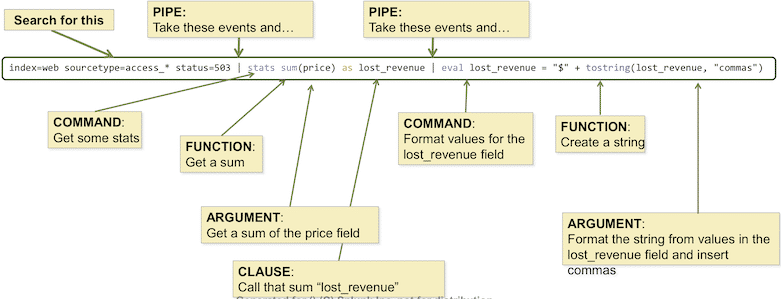 Search for this
PIPE:
Take these events and…
PIPE:
Take these events and…
index=web sourcetype=access_* status=503 | stats sum(price) as lost_revenue | eval lost_revenue = "$" + tostring(lost_revenue, "commas")
COMMAND:
Get some stats
FUNCTION:
Get a sum
COMMAND:
Format values for the
lost_revenue field
FUNCTION:
Create a string
ARGUMENT:
Get a sum of the price field
ARGUMENT:
Format the string from values in the
lost_revenue field and insert
commas
CLAUSE:
Call that sum “lost_revenue”